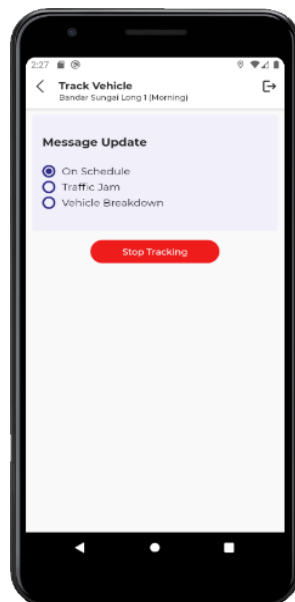 2:27
Track Vehicle
Bandar Sungai Long 1 (Morning)
Message Update
On Schedule
Traffic Jam
Vehicle Breakdown
Stop Tracking